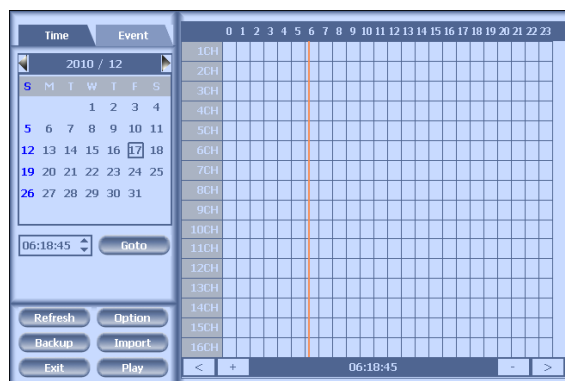 Time Event
2010 / 12
S M T W T F S
1 2 3 4
5 6 7 8 9 10 11
12 13 14 15 16 17 18
19 20 21 22 23 24 25
26 27 28 29 30 31
06:18:45 Goto
Refresh Option
Backup Import
Exit Play
0 1 2 3 4 5 6 7 8 9 10 11 12 13 14 15 16 17 18 19 20 21 22 23
1CH
2CH
3CH
4CH
5CH
6CH
7CH
8CH
9CH
10CH
11CH
12CH
13CH
14CH
15CH
16CH
< + 06:18:45 - >